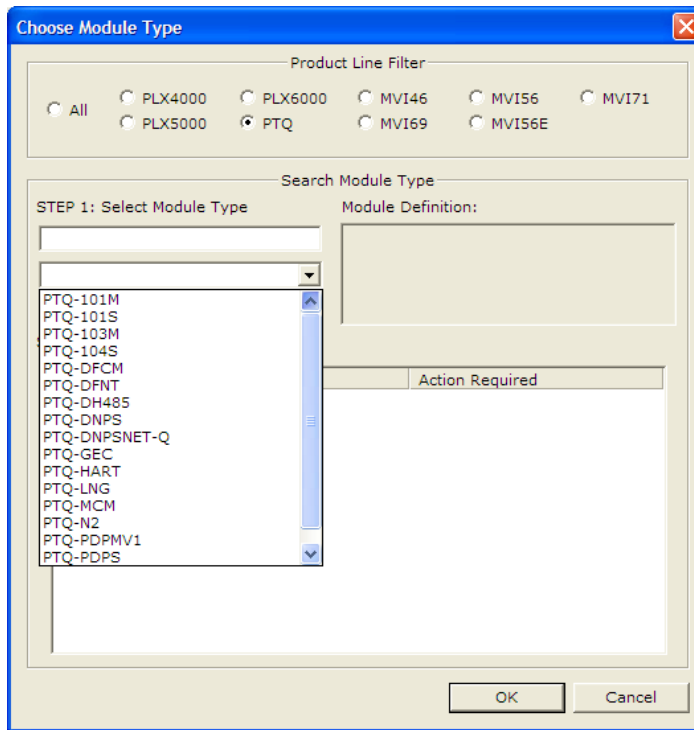 Choose Module Type
Product Line Filter
All
PLX4000
PLX6000
MVI46
MVI56
MVI71
PLX5000
PTQ
MVI69
MVI56E
Search Module Type
STEP 1: Select Module Type
Module Definition:
PTQ-101M
PTQ-101S
PTQ-103M
PTQ-104S
PTQ-DFCM
PTQ-DFNT
PTQ-DH485
PTQ-DNPS
PTQ-DNPSNET-Q
PTQ-GEC
PTQ-HART
PTQ-LNG
PTQ-MCM
PTQ-N2
PTQ-PDPMV1
PTQ-PDPS
Action Required
OK
Cancel